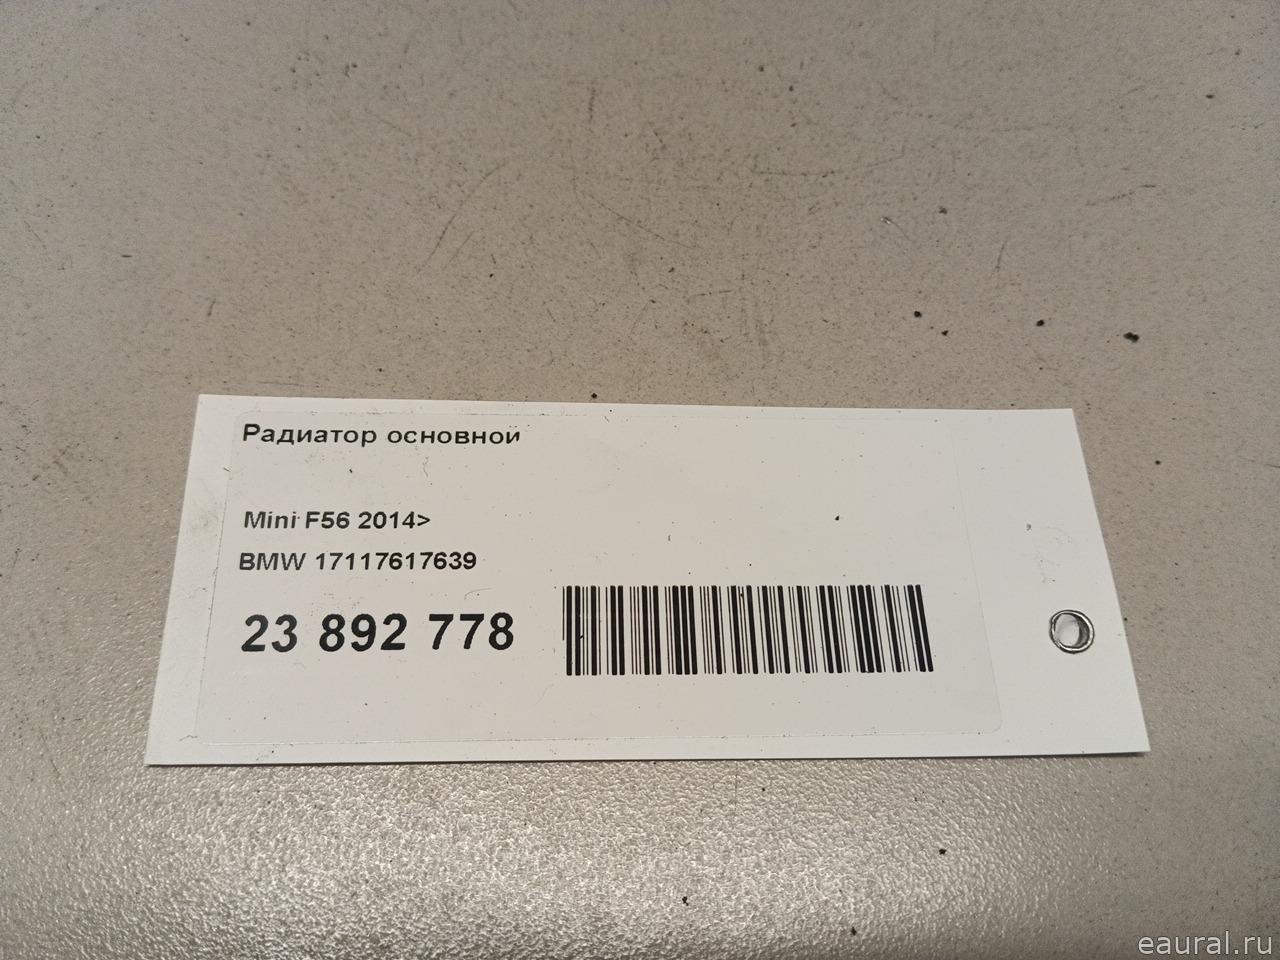 Радиатор основной
Mini F56 2014>
BMW 17117617639
23 892 778
eaural.ru